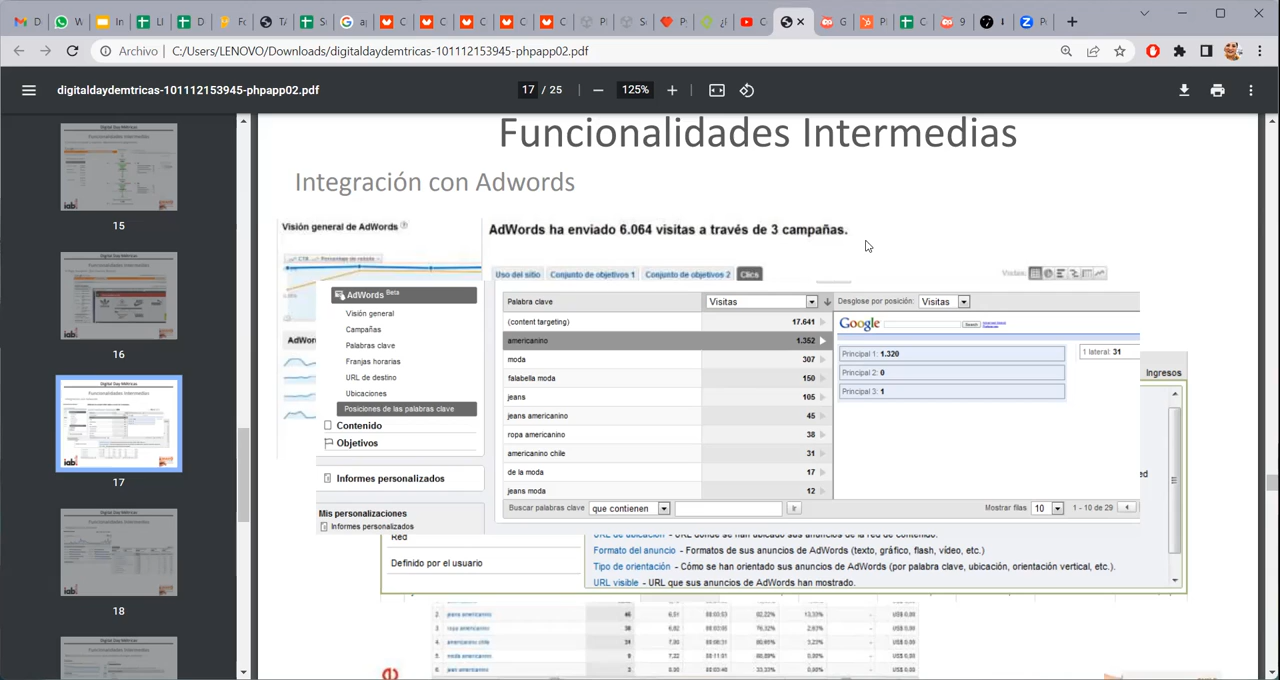 Archivo
C:/Users/LENOVO/Downloads/digitaldaydemtricas-101112153945-phpapp02.pdf
digitaldaydemtricas-101112153945-phpapp02.pdf
17 / 25
125%
15
16
17
18
Funcionalidades Intermedias
Integración con Adwords
Visión general de AdWords
AdWords ha enviado 6.064 visitas a través de 3 campañas.
Uso del sitio Conjunto de objetivos 1 Conjunto de objetivos 2 Clics
Vistas:
AdWords Beta
Visión general
Campañas
Palabras clave
Franjas horarias
URL de destino
Ubicaciones
Posiciones de las palabras clave
Contenido
Objetivos
Informes personalizados
Mis personalizaciones
Informes personalizados
Palabra clave Visitas
(content targeting) 17.641
americanino 1.352
moda 307
falabella moda 150
jeans 105
jeans americanino 45
ropa americanino 38
americanino chile 31
de la moda 17
jeans moda 12
Desglose por posición: Visitas
Google Search
Principal 1: 1.320
Principal 2: 0
Principal 3: 1
1 lateral: 31
Ingresos
Buscar palabras clave que contienen Ir
Mostrar filas 10 1 - 10 de 29
Red
Definido por el usuario
Formato del anuncio - Formatos de sus anuncios de AdWords (texto, gráfico, flash, vídeo, etc.)
Tipo de orientación - Cómo se han orientado sus anuncios de AdWords (por palabra clave, ubicación, orientación vertical, etc.).
URL visible - URL que sus anuncios de AdWords han mostrado.